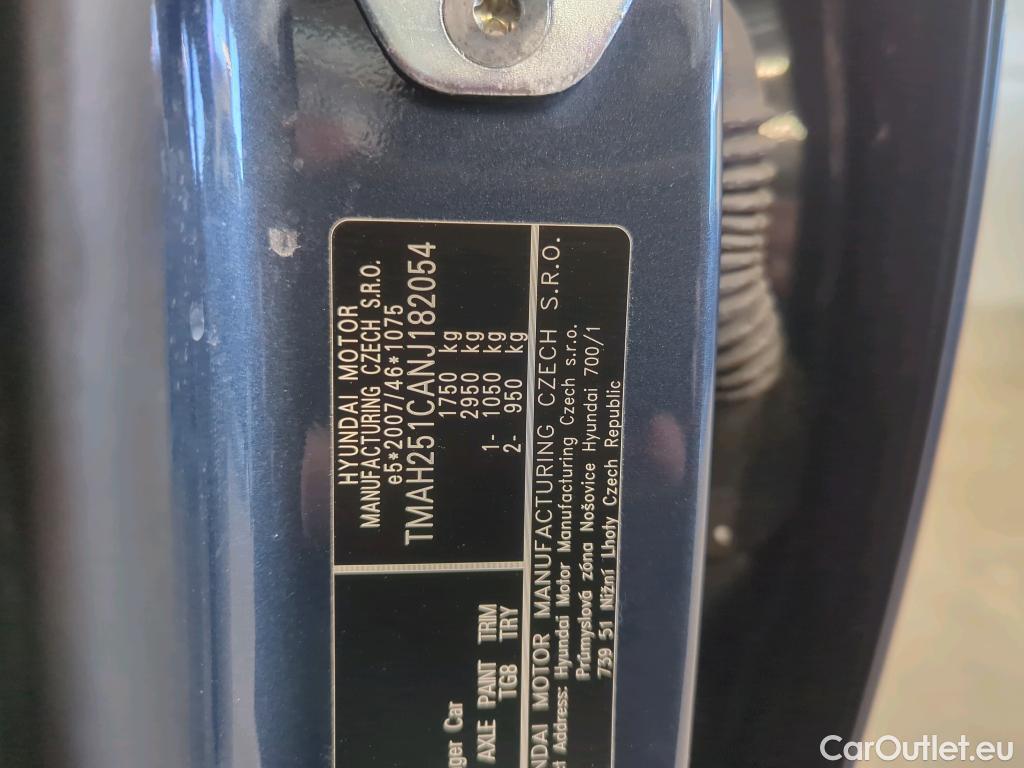 HYUNDAI MOTOR
MANUFACTURING CZECH S.R.O.
e5*2007/46*1075
TMAH251CANJ182054
1750 kg
2950 kg
1- 1050 kg
2- 950 kg
ger Car
AXLE PAINT TRIM
TGB TRY
NDAI MOTOR MANUFACTURING CZECH S.R.O.
Address: Hyundai Motor Manufacturing Czech s.r.o.
Průmyslová zóna Nošovice Hyundai 700/1
739 51 Nižní Lhoty Czech Republic
CarOutlet.eu